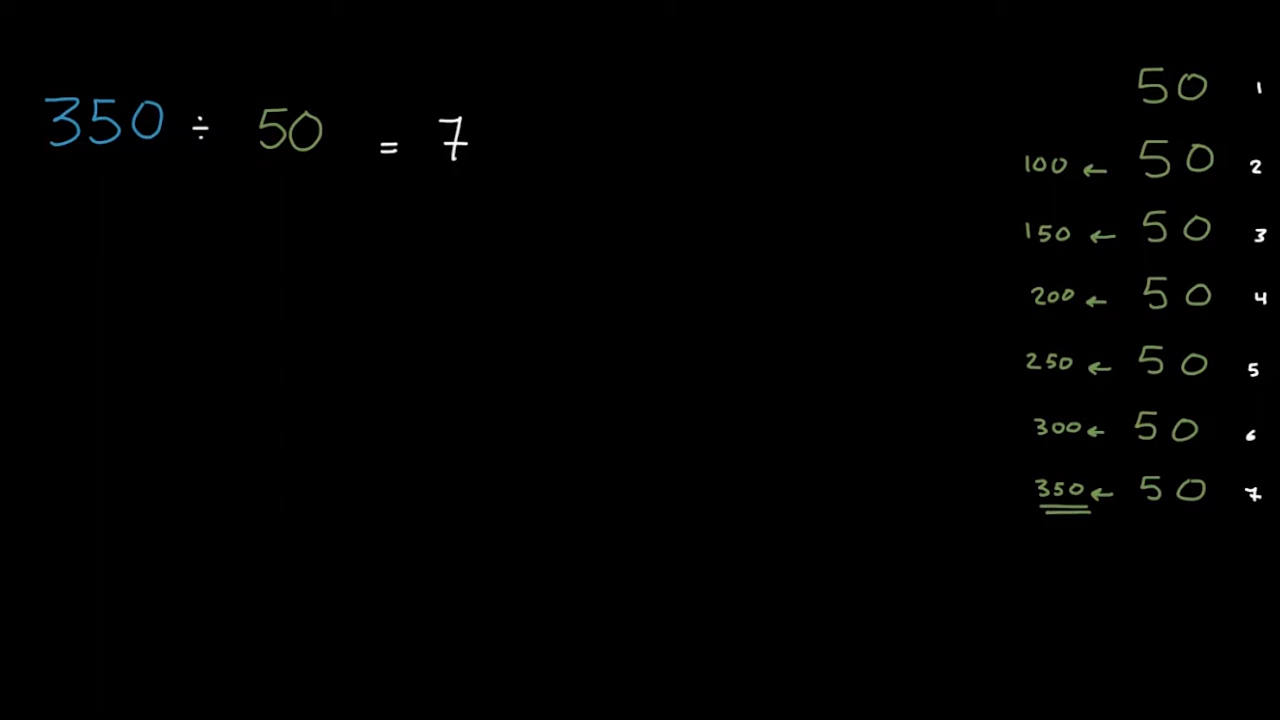 350 ÷ 50 = 7
50 1
100 ← 50 2
150 ← 50 3
200 ← 50 4
250 ← 50 5
300 ← 50 6
350 ← 50 7